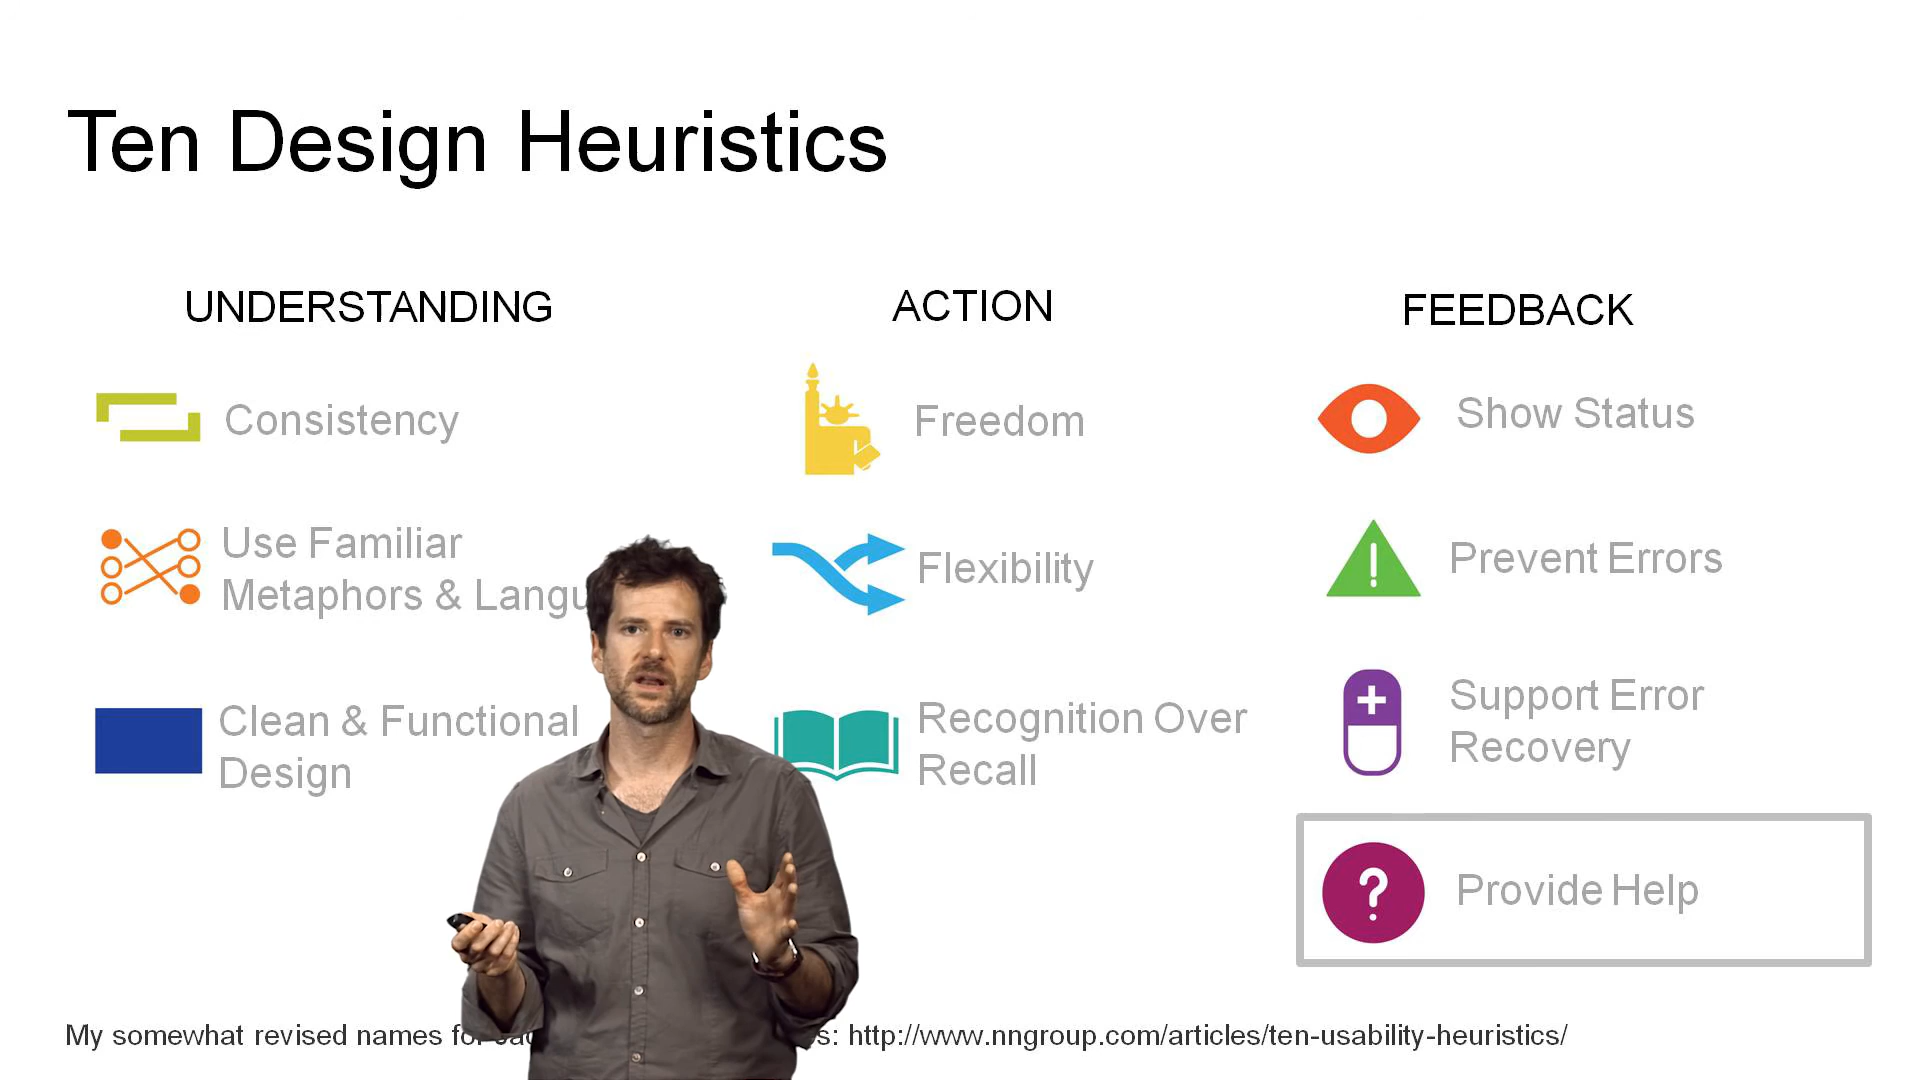 Ten Design Heuristics
UNDERSTANDING
Consistency
Use Familiar
Metaphors &
Clean & Functional
Design
ACTION
Freedom
Flexibility
Recognition Over
Recall
FEEDBACK
Show Status
Prevent Errors
Support Error
Recovery
? Provide Help
My somewhat revised names http://www.nngroup.com/articles/ten-usability-heuristics/